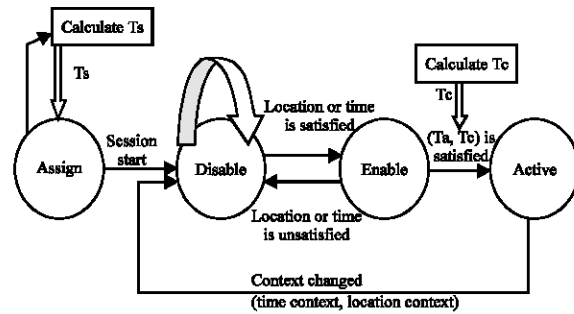 Calculate Ts
Ts
Calculate Tc
Tc
Location or time
is satisfied
(Ta, Tc) is
satisfied
Session
start
Assign
Disable
Enable
Active
Location or time
is unsatisfied
Context changed
(time context, location context)